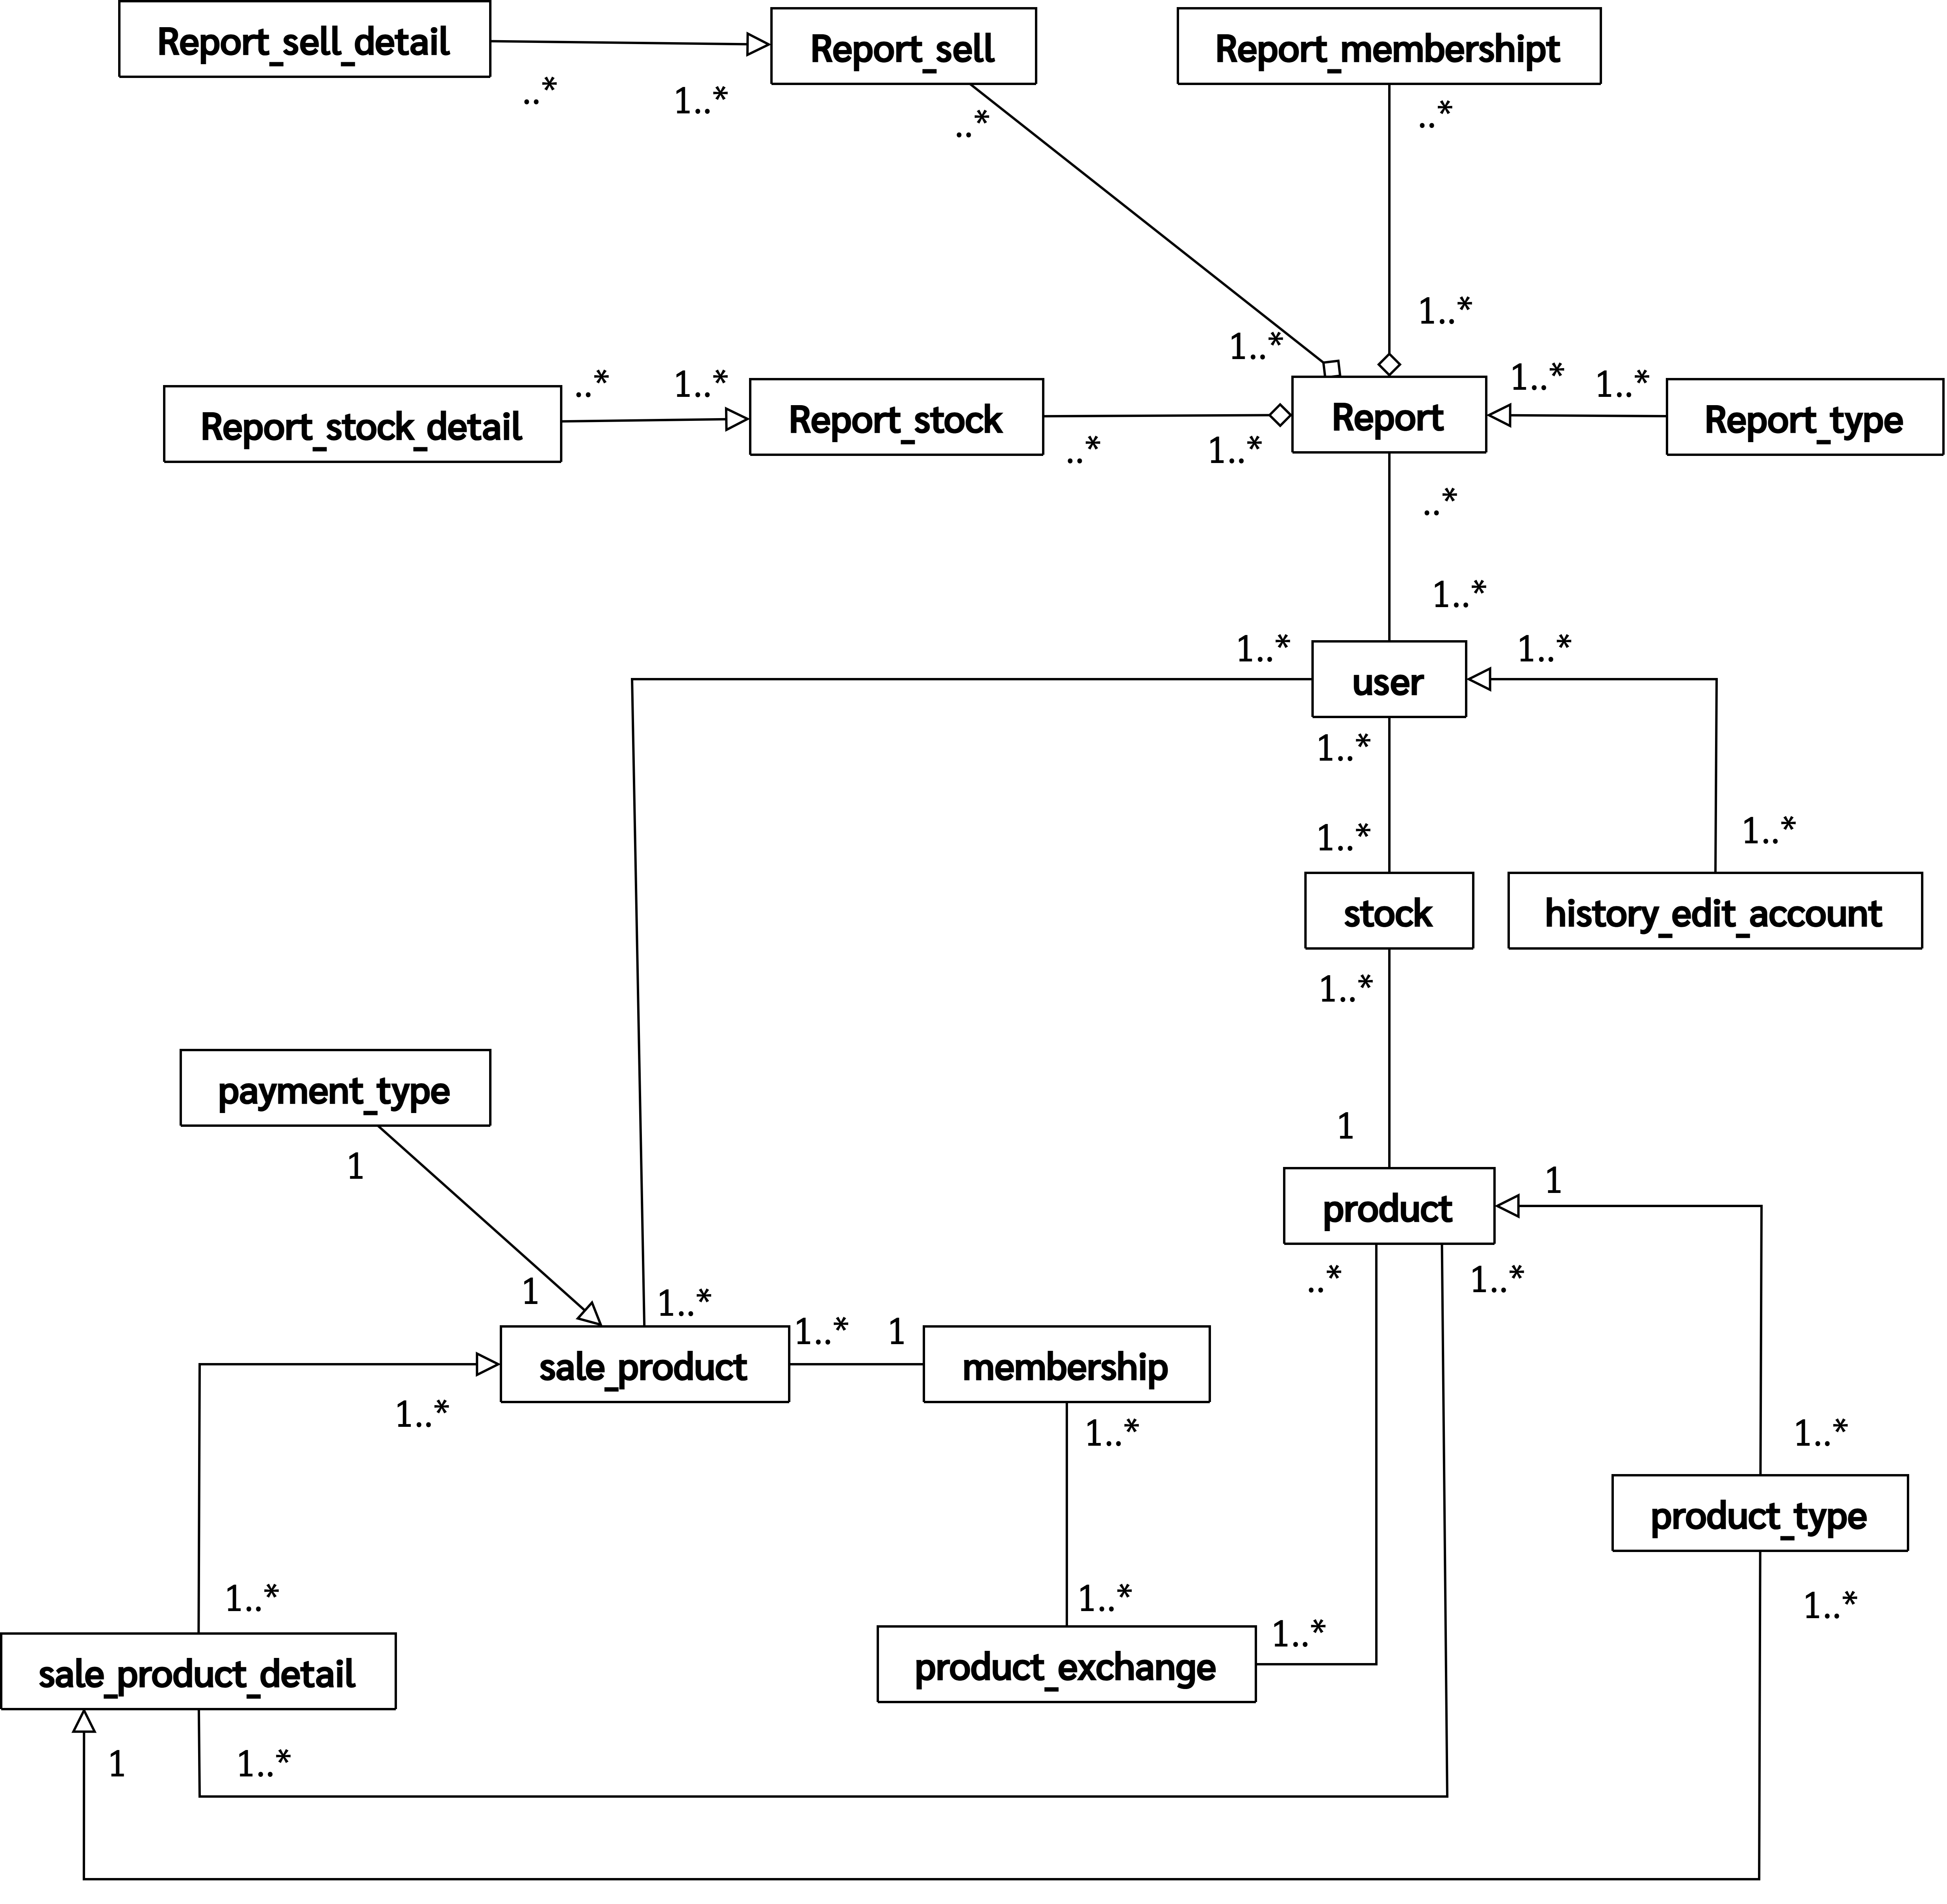 Report_sell_detail
Report_sell
Report_membershipt
..*
1..*
..*
..*
1..*
1..*
..*
1..*
1..*
1..*
Report_stock_detail
Report_stock
Report
Report_type
..*
1..*
..*
1..*
1..*
1..*
user
1..*
1..*
1..*
stock
history_edit_account
1..*
payment_type
1
1
product
1
..*
1..*
1
1..*
1..*
1
sale_product
membership
1..*
1..*
1..*
product_type
1..*
1..*
1..*
1..*
sale_product_detail
product_exchange
1
1..*